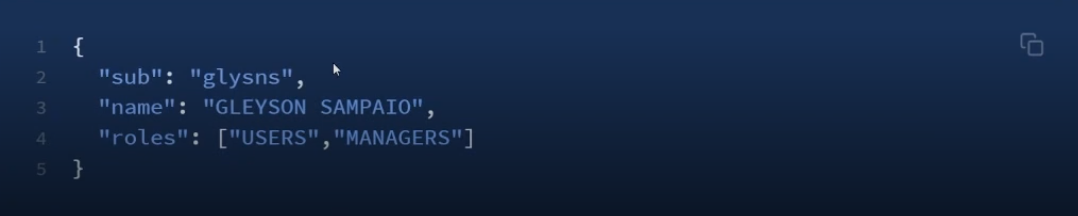 1 {
2 "sub": "glysns",
3 "name": "GLEYSON SAMPAIO",
4 "roles": ["USERS","MANAGERS"]
5 }